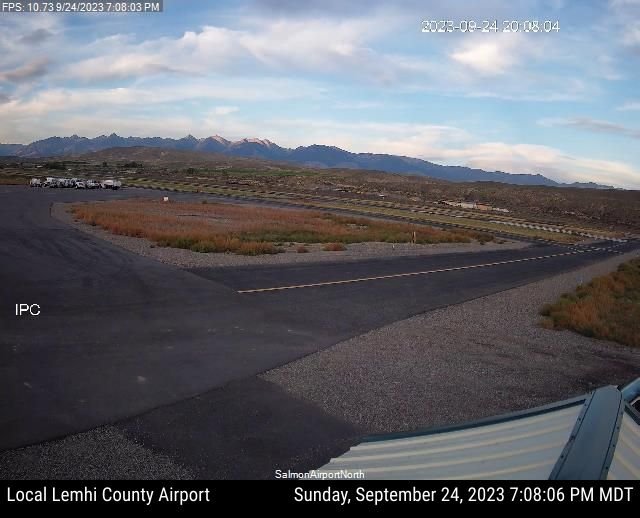 FPS: 10.73 9/24/2023 7:08:03 PM
2023-09-24 20:08:04
IPC
SalmonAirportNorth
Local Lemhi County Airport
Sunday, September 24, 2023 7:08:06 PM MDT